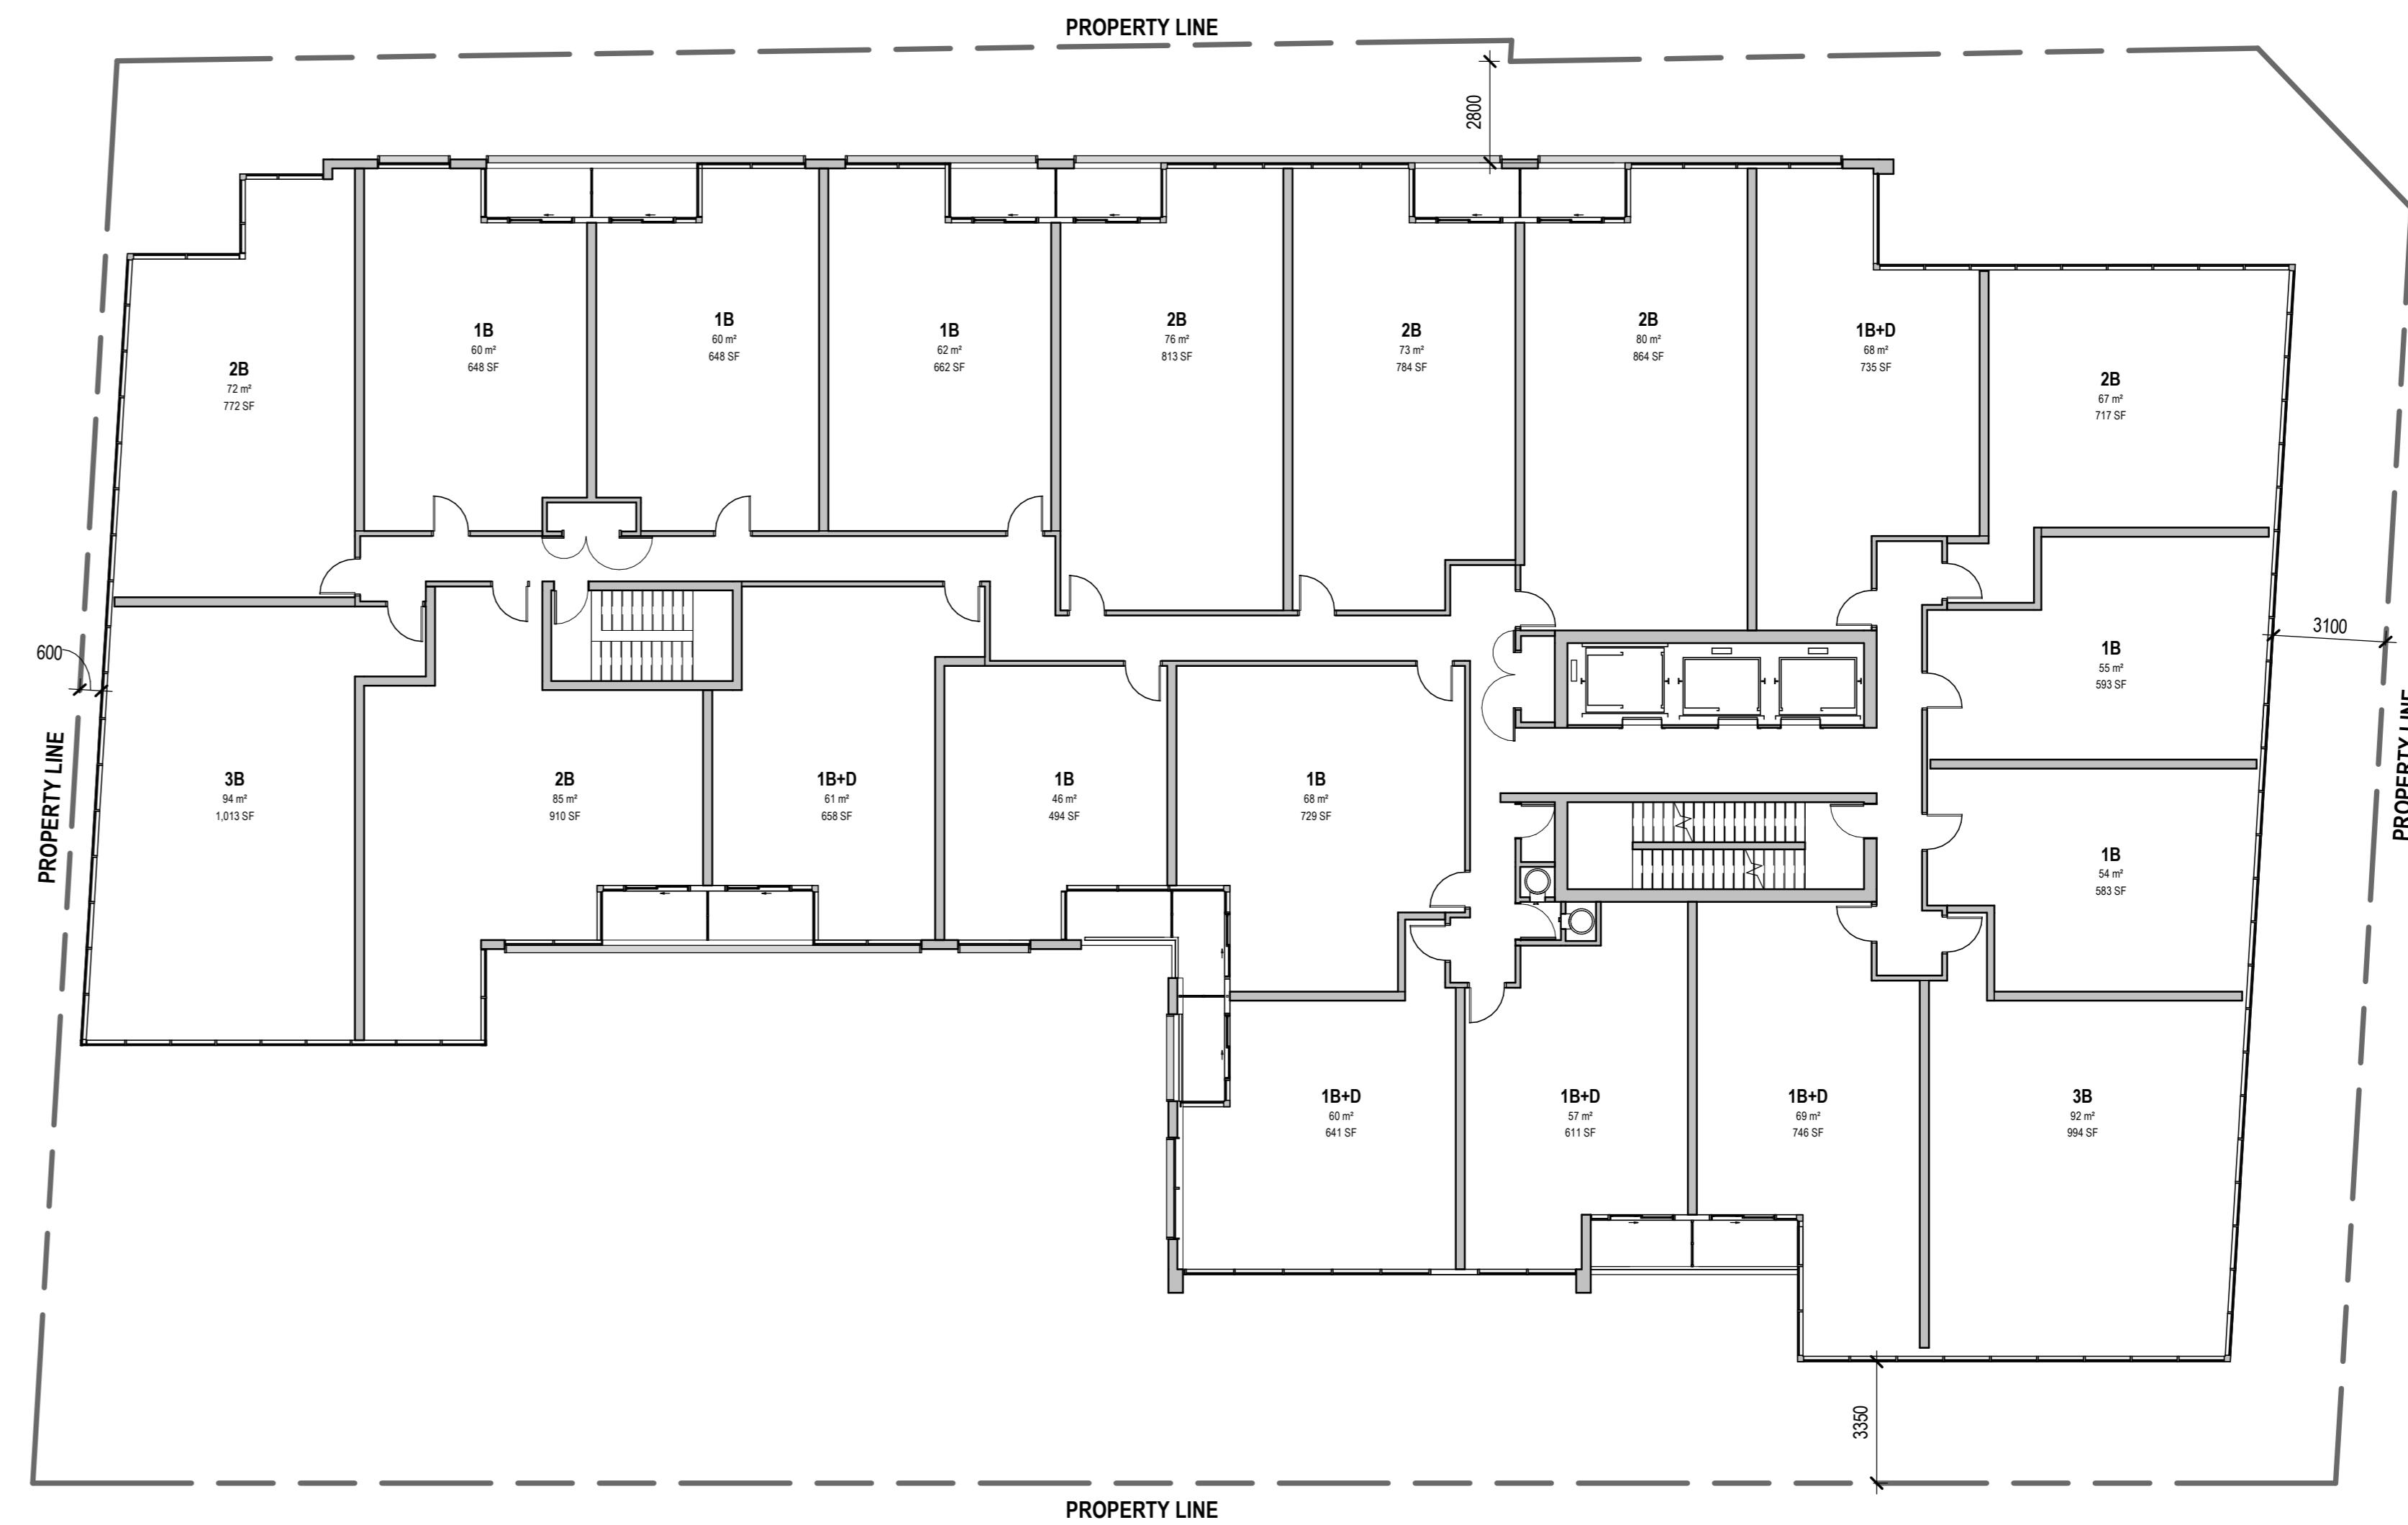 PROPERTY LINE
2800
2B
72 m²
772 SF
1B
60 m²
648 SF
1B
60 m²
648 SF
1B
62 m²
662 SF
2B
76 m²
813 SF
2B
73 m²
784 SF
2B
80 m²
864 SF
1B+D
68 m²
735 SF
2B
67 m²
717 SF
600
3100
1B
55 m²
593 SF
PROPERTY LINE
PROPERTY LINE
3B
94 m²
1,013 SF
2B
85 m²
910 SF
1B+D
61 m²
658 SF
1B
46 m²
494 SF
1B
68 m²
729 SF
1B
54 m²
583 SF
1B+D
60 m²
641 SF
1B+D
57 m²
611 SF
1B+D
69 m²
746 SF
3B
92 m²
994 SF
3350
PROPERTY LINE